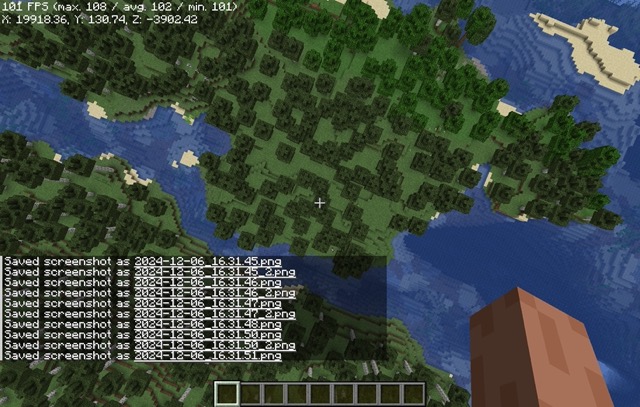 101 FPS (max. 108 / avg. 102 / min. 101)
X: 19918.36, Y: 130.74, Z: -3902.42
Saved screenshot as 2024-12-06_16.31.45.png
Saved screenshot as 2024-12-06_16.31.45_2.png
Saved screenshot as 2024-12-06_16.31.46.png
Saved screenshot as 2024-12-06_16.31.46_2.png
Saved screenshot as 2024-12-06_16.31.47.png
Saved screenshot as 2024-12-06_16.31.47_2.png
Saved screenshot as 2024-12-06_16.31.48.png
Saved screenshot as 2024-12-06_16.31.50.png
Saved screenshot as 2024-12-06_16.31.50_2.png
Saved screenshot as 2024-12-06_16.31.51.png